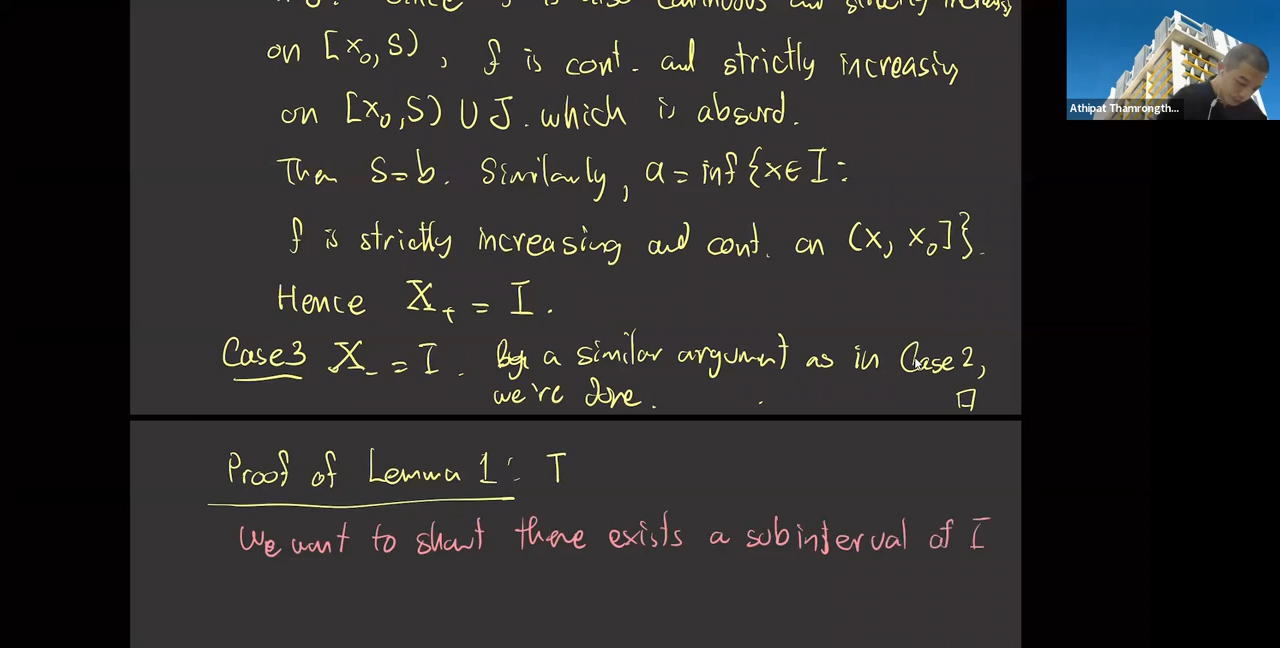 on [x₀, S), f is cont. and strictly increasing
on [x₀, S) ∪ J. which is absurd.
Then S=b. Similarly, a = inf{x∈I:
f is strictly increasing and cont. on (x, x₀]}.
Hence X₊ = I.
Case 3 X₋ = I. By a similar argument as in Case 2,
we're done. □
Proof of Lemma 1: T
We want to show there exists a subinterval of I
Athipat Thamrongth...